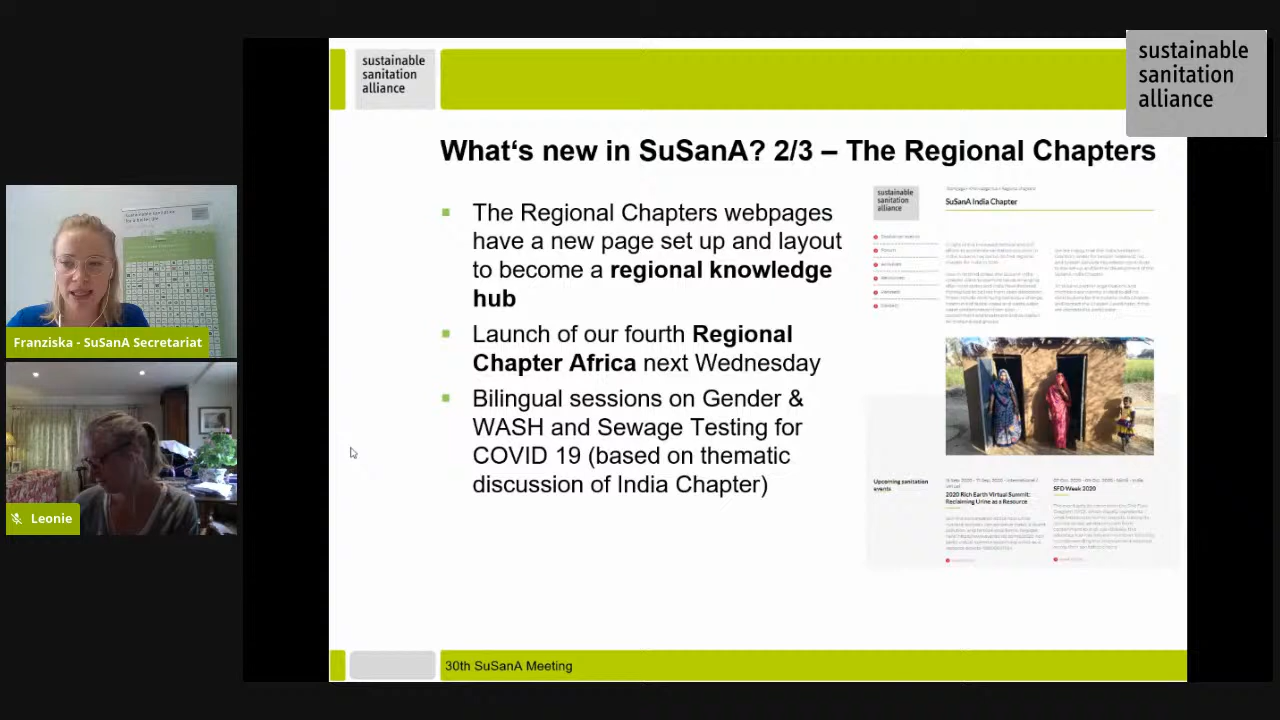 sustainable
sanitation
alliance
sustainable
sanitation
alliance
What‘s new in SuSanA? 2/3 – The Regional Chapters
The Regional Chapters webpages
have a new page set up and layout
to become a regional knowledge
hub
Launch of our fourth Regional
Chapter Africa next Wednesday
Bilingual sessions on Gender &
WASH and Sewage Testing for
COVID 19 (based on thematic
discussion of India Chapter)
sustainable
sanitation
alliance
SuSanA India Chapter
Upcoming sanitation
events
2020 Rich Earth Virtual Summit:
Reclaiming Urine as a Resource
SFD Week 2020
Franziska - SuSanA Secretariat
Leonie
30th SuSanA Meeting